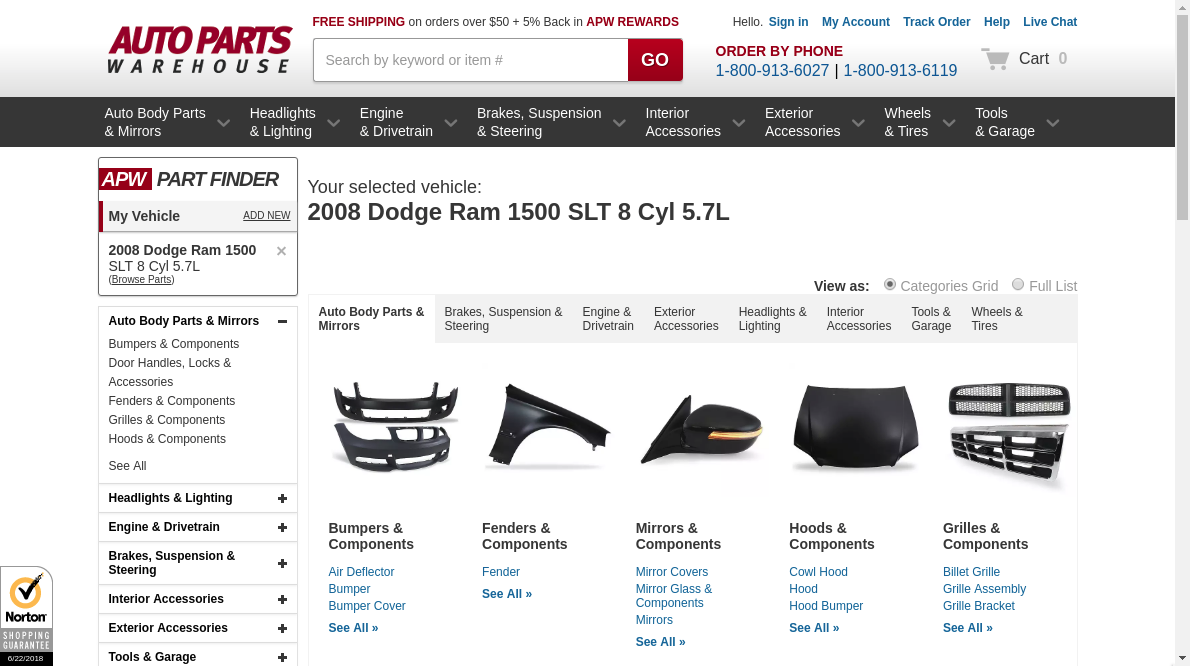 AUTO PARTS
WAREHOUSE
FREE SHIPPING on orders over $50 + 5% Back in APW REWARDS
Hello. Sign in My Account Track Order Help Live Chat
Search by keyword or item #
GO
ORDER BY PHONE
1-800-913-6027 | 1-800-913-6119
Cart 0
Auto Body Parts
& Mirrors
Headlights
& Lighting
Engine
& Drivetrain
Brakes, Suspension
& Steering
Interior
Accessories
Exterior
Accessories
Wheels
& Tires
Tools
& Garage
APW PART FINDER
My Vehicle ADD NEW
2008 Dodge Ram 1500
SLT 8 Cyl 5.7L
(Browse Parts)
Auto Body Parts & Mirrors
Bumpers & Components
Door Handles, Locks &
Accessories
Fenders & Components
Grilles & Components
Hoods & Components
See All
Headlights & Lighting
Engine & Drivetrain
Brakes, Suspension &
Steering
Interior Accessories
Exterior Accessories
Tools & Garage
Norton
SHOPPING
GUARANTEE
6/22/2018
Your selected vehicle:
2008 Dodge Ram 1500 SLT 8 Cyl 5.7L
View as: Categories Grid Full List
Auto Body Parts &
Mirrors
Brakes, Suspension &
Steering
Engine &
Drivetrain
Exterior
Accessories
Headlights &
Lighting
Interior
Accessories
Tools &
Garage
Wheels &
Tires
Bumpers &
Components
Air Deflector
Bumper
Bumper Cover
See All »
Fenders &
Components
Fender
See All »
Mirrors &
Components
Mirror Covers
Mirror Glass &
Components
Mirrors
See All »
Hoods &
Components
Cowl Hood
Hood
Hood Bumper
See All »
Grilles &
Components
Billet Grille
Grille Assembly
Grille Bracket
See All »